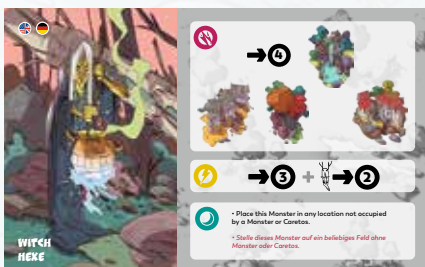 4
3 + 2
• Place this Monster in any location not occupied
by a Monster or Caretos.
• Stelle dieses Monster auf ein beliebiges Feld ohne
Monster oder Caretos.
WITCH
HEXE